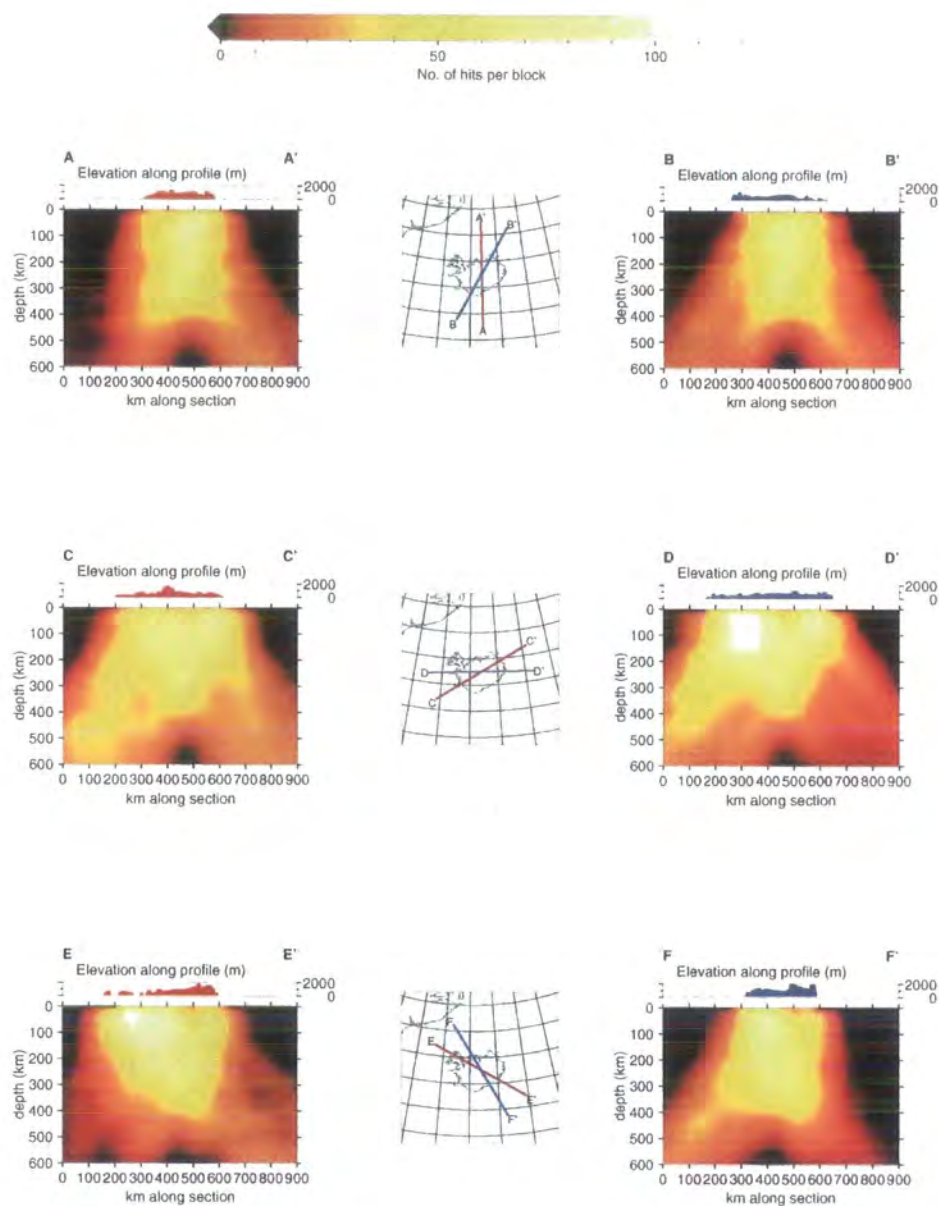 0 50 100
No. of hits per block
A A'
Elevation along profile (m)
2000
0
0
100
200
300
400
500
600
depth (km)
0 100 200 300 400 500 600 700 800 900
km along section
A'
B'
B
A
B B'
Elevation along profile (m)
2000
0
0
100
200
300
400
500
600
depth (km)
0 100 200 300 400 500 600 700 800 900
km along section
C C'
Elevation along profile (m)
2000
0
0
100
200
300
400
500
600
depth (km)
0 100 200 300 400 500 600 700 800 900
km along section
C'
D D'
C
D D'
Elevation along profile (m)
2000
0
0
100
200
300
400
500
600
depth (km)
0 100 200 300 400 500 600 700 800 900
km along section
E E'
Elevation along profile (m)
2000
0
0
100
200
300
400
500
600
depth (km)
0 100 200 300 400 500 600 700 800 900
km along section
F
E
E'
F'
F F'
Elevation along profile (m)
2000
0
0
100
200
300
400
500
600
depth (km)
0 100 200 300 400 500 600 700 800 900
km along section